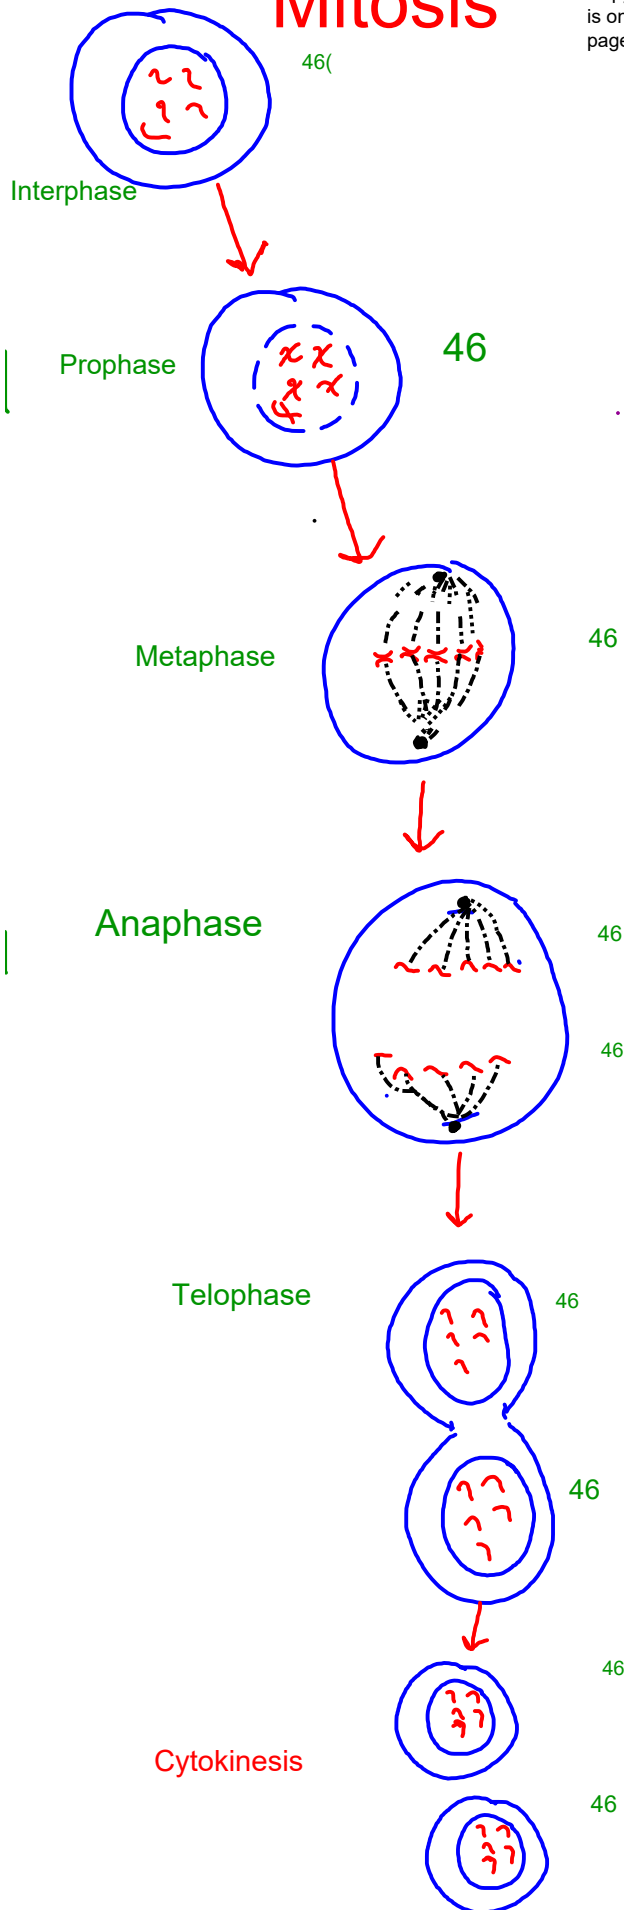 Mitosis
is or
page
46(
Interphase
Prophase
46
Metaphase
46
Anaphase
46
46
Telophase
46
46
46
Cytokinesis
46